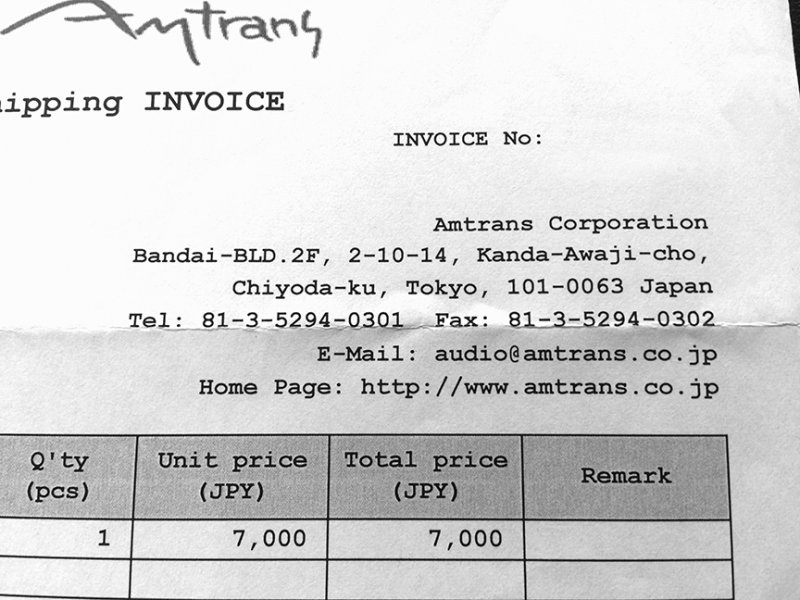 Amtrans
hipping INVOICE
INVOICE No:
Amtrans Corporation
Bandai-BLD.2F, 2-10-14, Kanda-Awaji-cho,
Chiyoda-ku, Tokyo, 101-0063 Japan
Tel: 81-3-5294-0301 Fax: 81-3-5294-0302
E-Mail: audio@amtrans.co.jp
Home Page: http://www.amtrans.co.jp
Q'ty Unit price Total price Remark
(pcs) (JPY) (JPY)
1 7,000 7,000